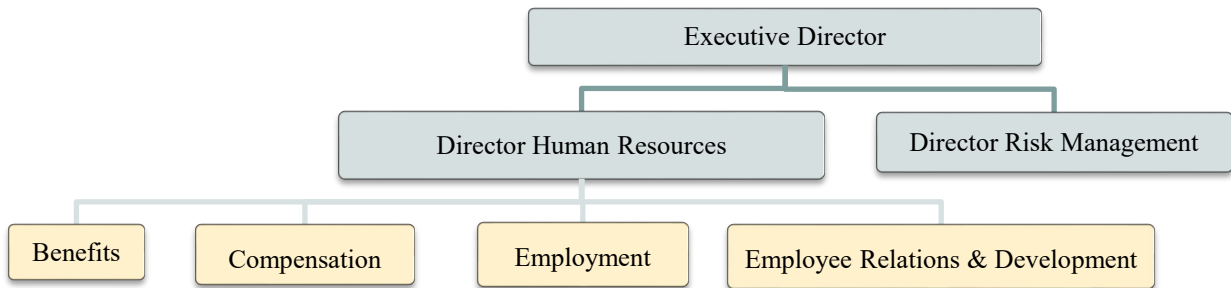 Executive Director
Director Human Resources
Director Risk Management
Benefits
Compensation
Employment
Employee Relations & Development